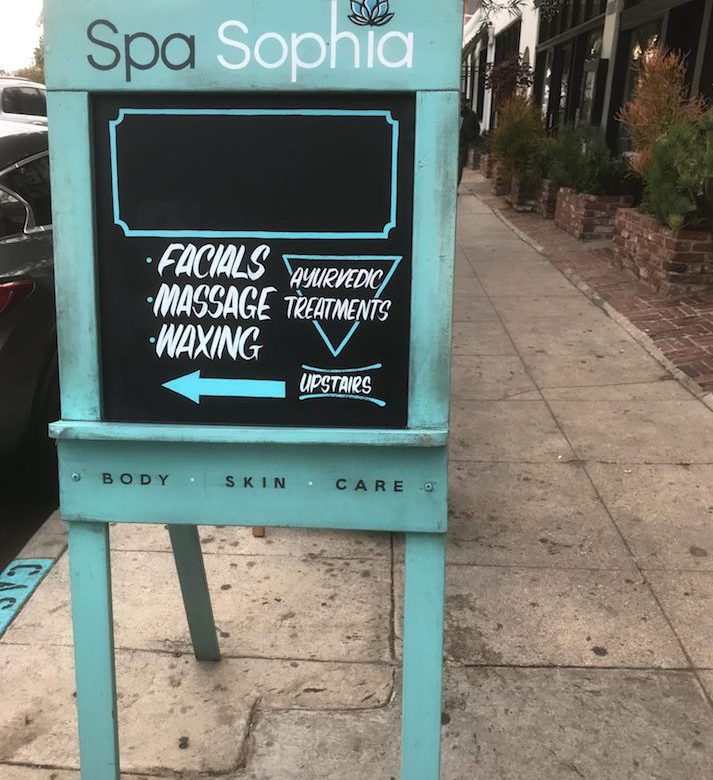 Spa Sophia
· FACIALS
· MASSAGE
· WAXING
AYURVEDIC
TREATMENTS
UPSTAIRS
BODY · SKIN · CARE